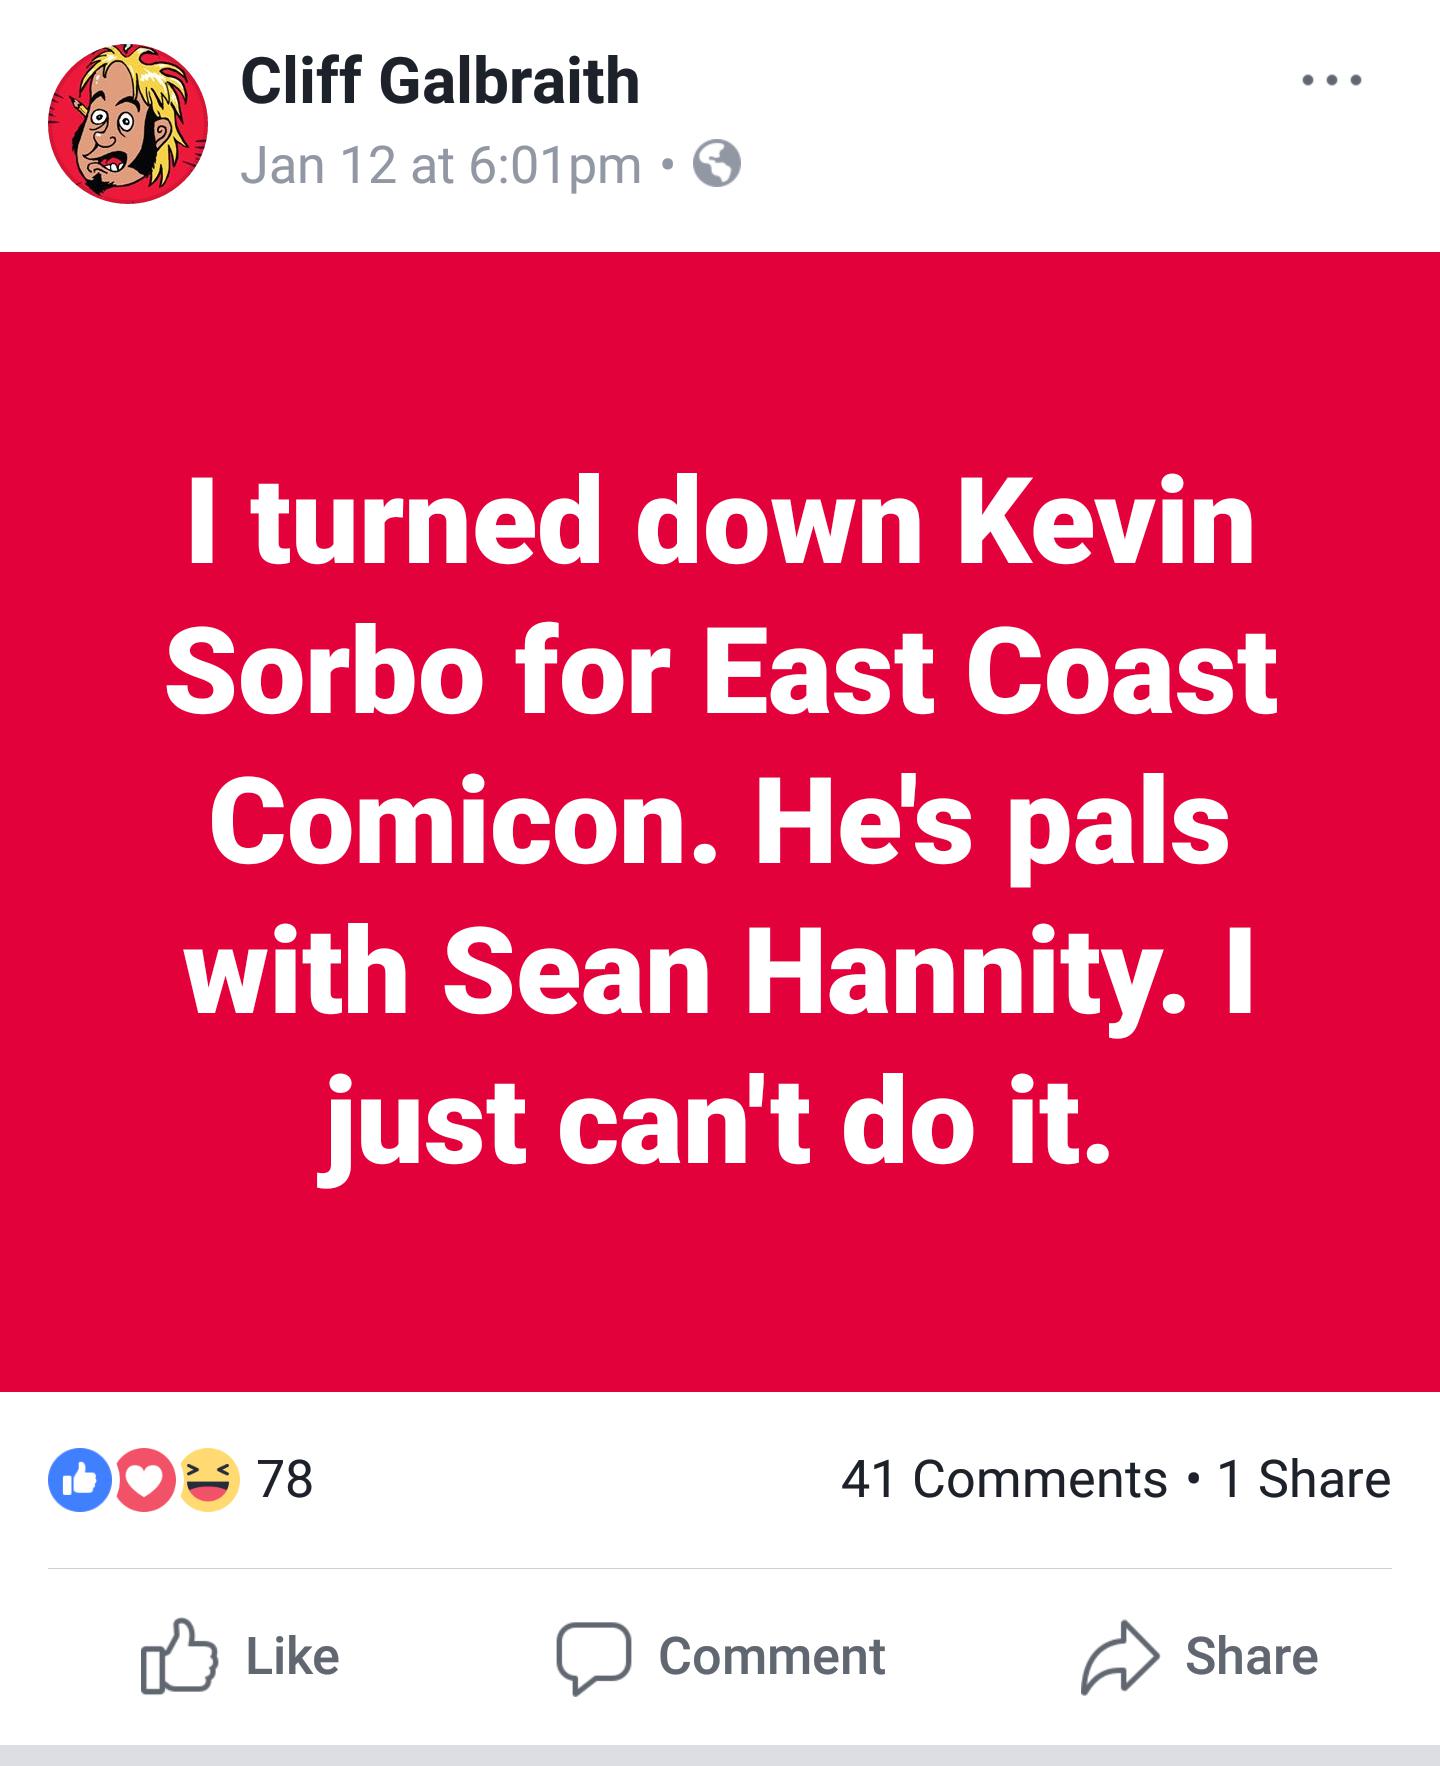 Cliff Galbraith
Jan 12 at 6:01pm •
I turned down Kevin
Sorbo for East Coast
Comicon. He's pals
with Sean Hannity. I
just can't do it.
78
41 Comments • 1 Share
Like
Comment
Share